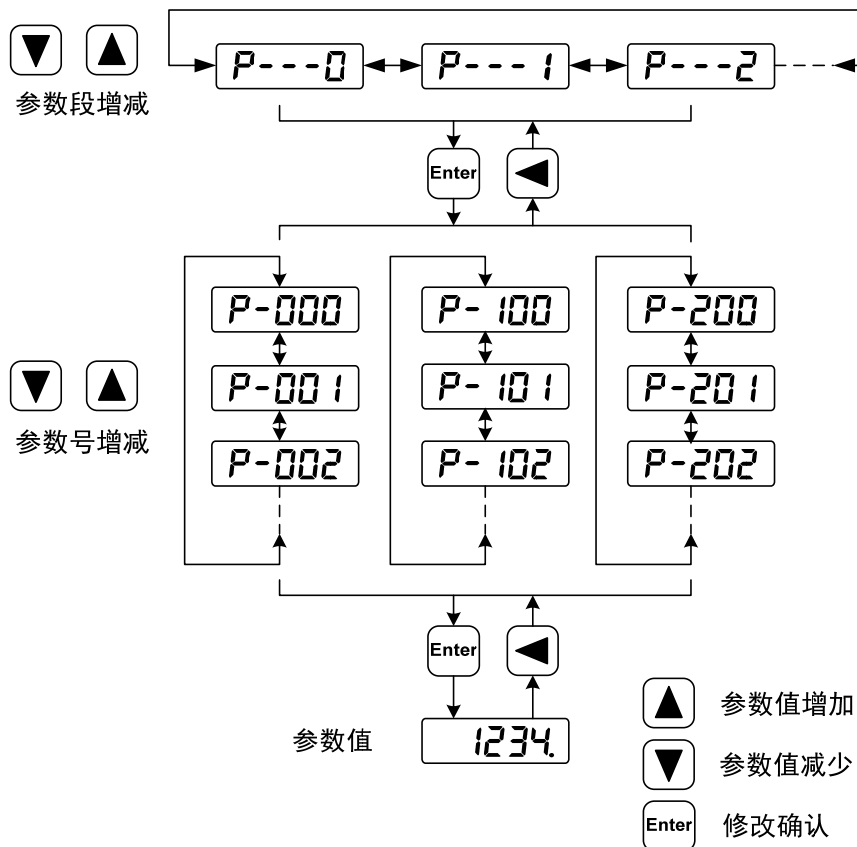 P---0 P---1 P---2
参数段增减
Enter
P-000 P-100 P-200
P-001 P-101 P-201
参数号增减
P-002 P-102 P-202
Enter
参数值 1234.
参数值增加
参数值减少
Enter 修改确认